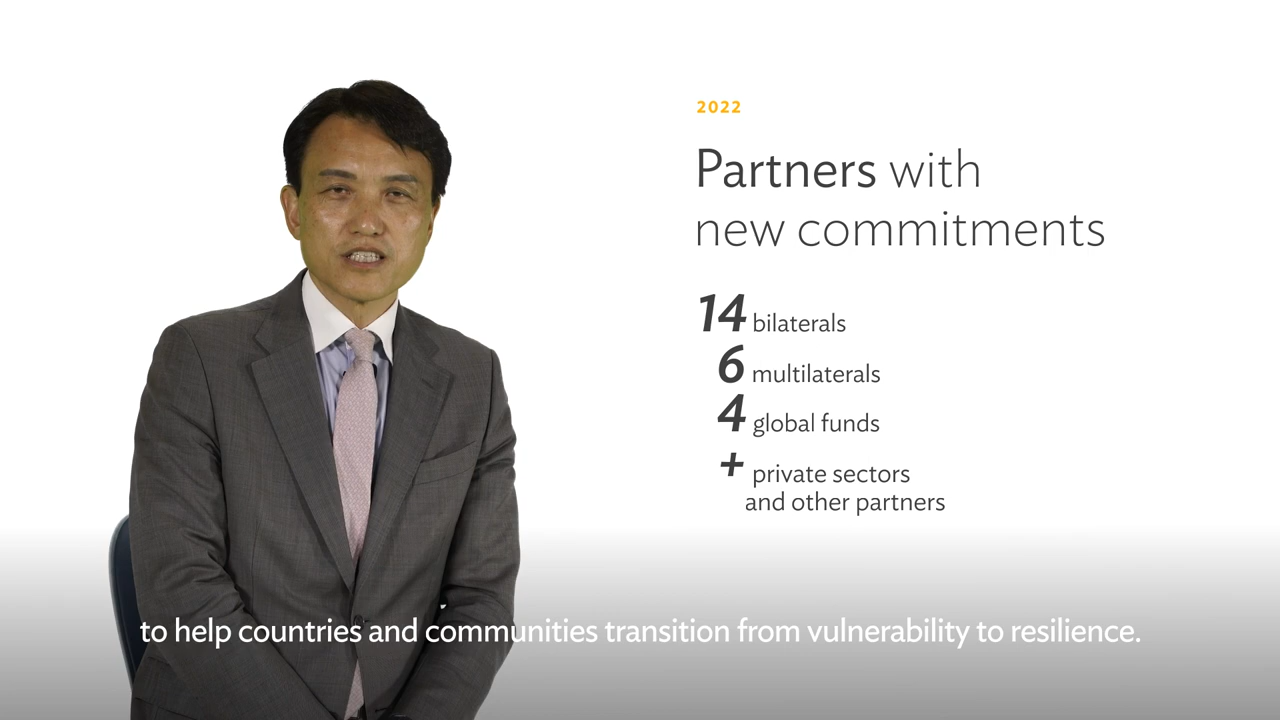 2022
Partners with
new commitments
14 bilaterals
6 multilaterals
4 global funds
+ private sectors
and other partners
to help countries and communities transition from vulnerability to resilience.